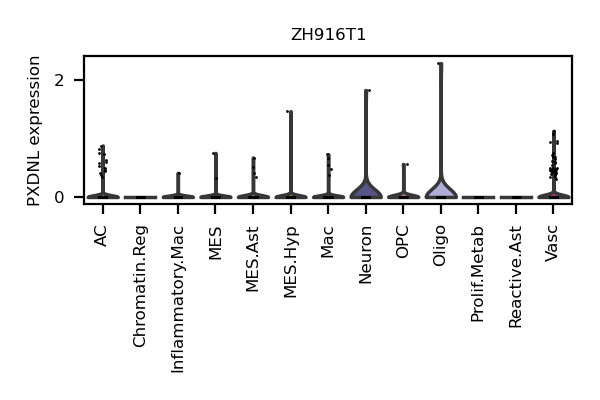 ZH916T1
PXDNL expression
2
0
AC
Chromatin.Reg
Inflammatory.Mac
MES
MES.Ast
MES.Hyp
Mac
Neuron
OPC
Oligo
Prolif.Metab
Reactive.Ast
Vasc